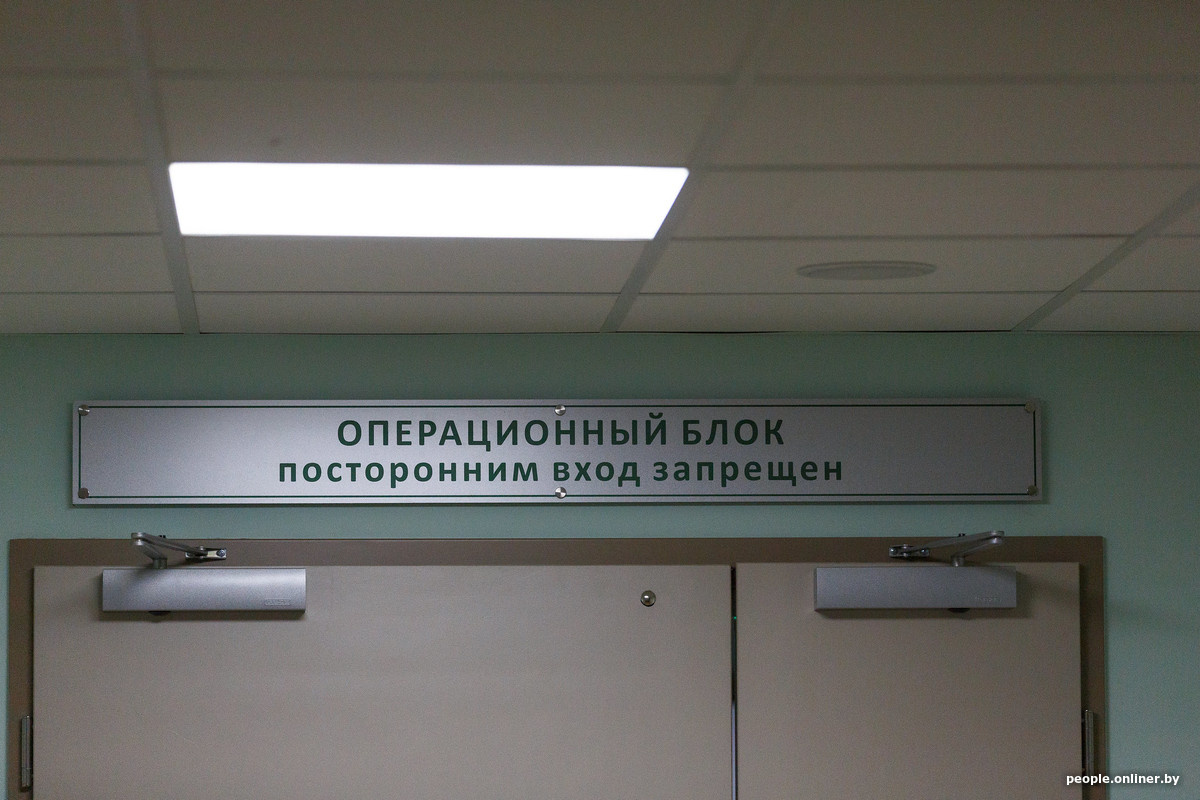 ОПЕРАЦИОННЫЙ БЛОК
посторонним вход запрещен
people.onliner.by